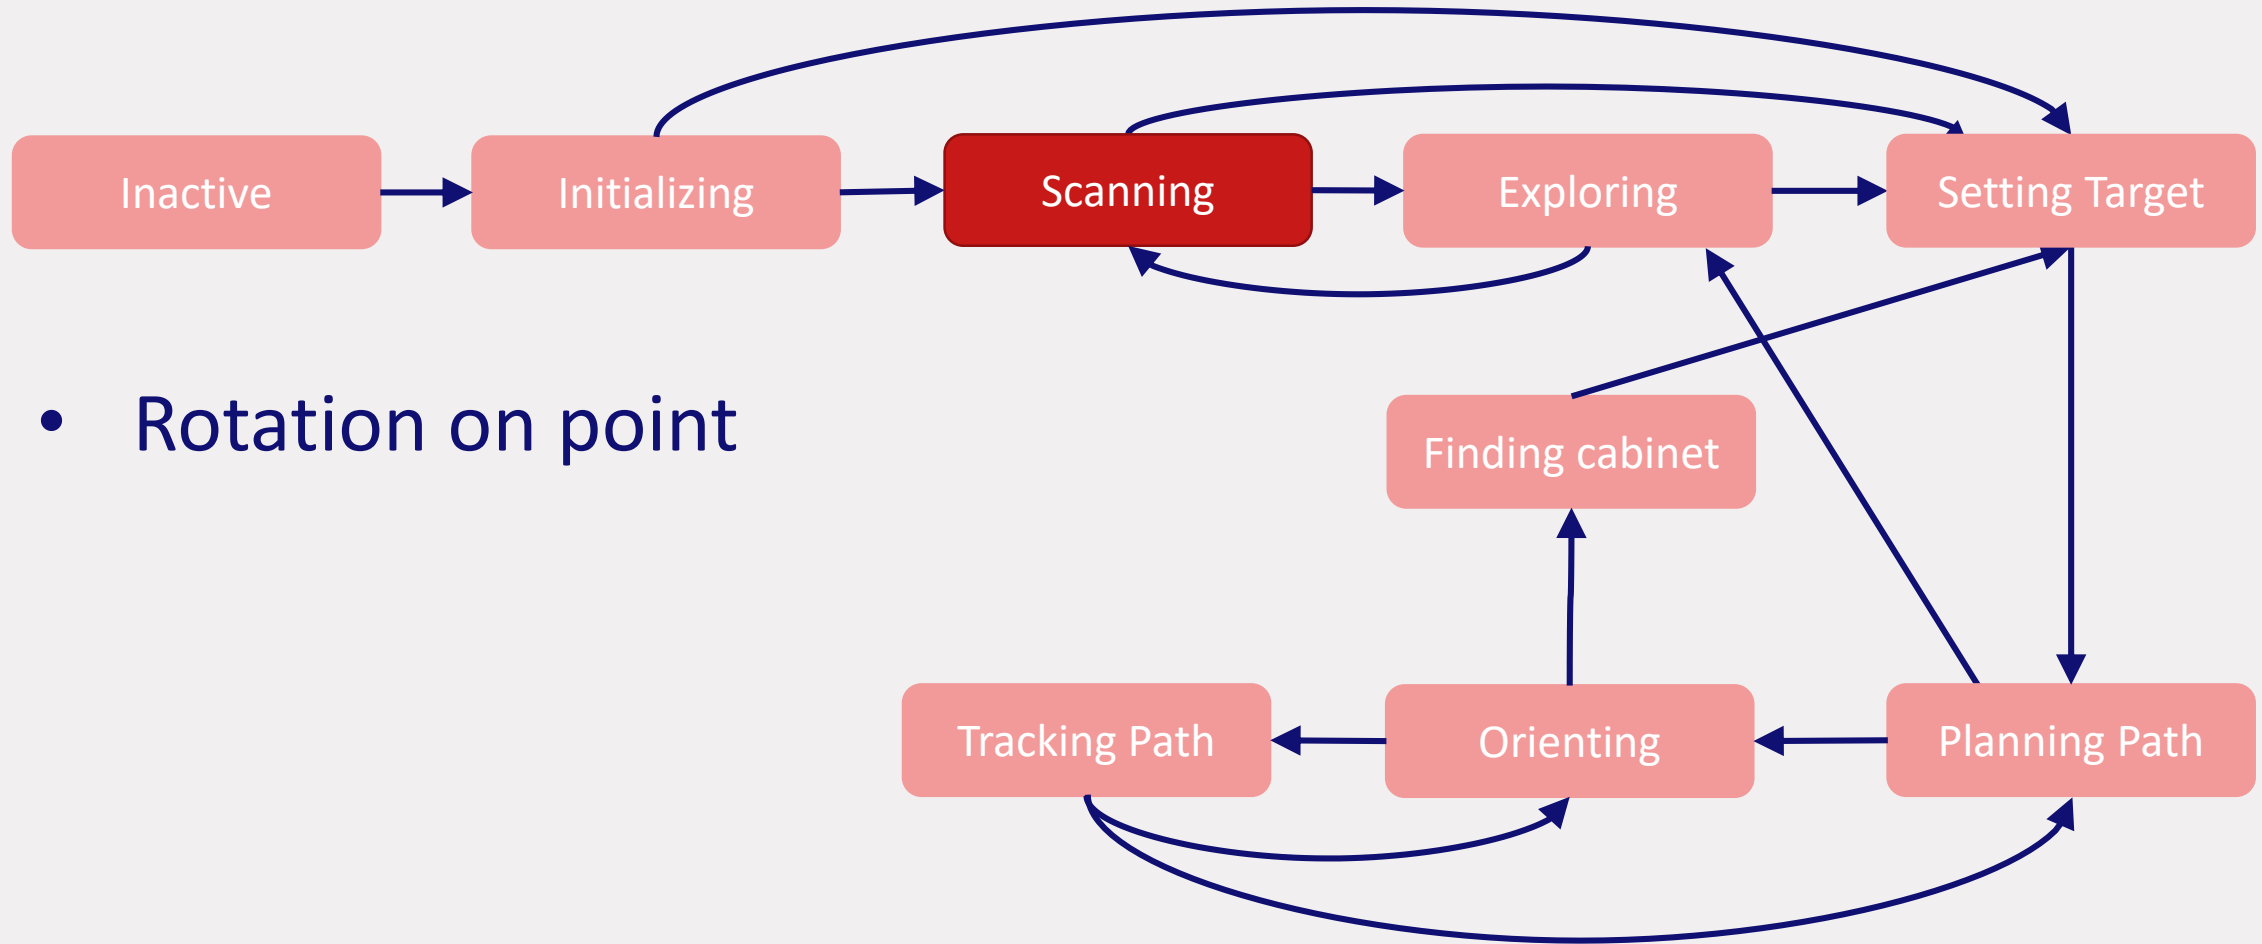 Inactive
Initializing
Scanning
Exploring
Setting Target
• Rotation on point
Finding cabinet
Tracking Path
Orienting
Planning Path